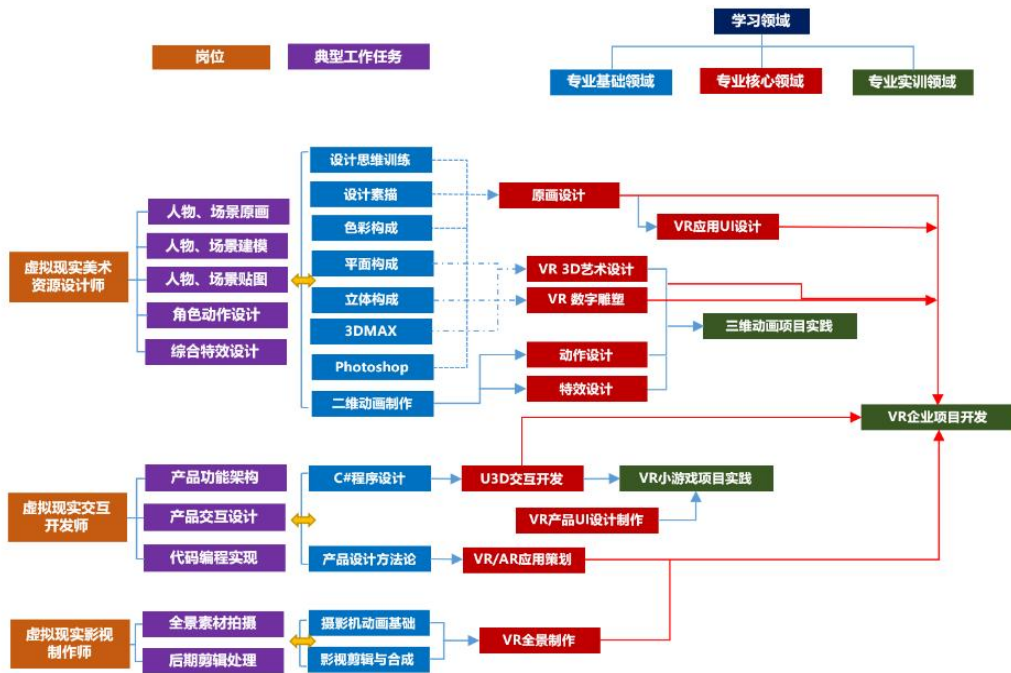 学习领域
岗位
典型工作任务
专业基础领域
专业核心领域
专业实训领域
虚拟现实美术
资源设计师
人物、场景原画
人物、场景建模
人物、场景贴图
角色动作设计
综合特效设计
设计思维训练
设计素描
色彩构成
平面构成
立体构成
3DMAX
Photoshop
二维动画制作
原画设计
VR应用UI设计
VR 3D艺术设计
VR 数字雕塑
动作设计
特效设计
三维动画项目实践
VR企业项目开发
虚拟现实交互
开发师
产品功能架构
产品交互设计
代码编程实现
C#程序设计
产品设计方法论
U3D交互开发
VR小游戏项目实践
VR产品UI设计制作
VR/AR应用策划
虚拟现实影视
制作师
全景素材拍摄
后期剪辑处理
摄影机动画基础
影视剪辑与合成
VR全景制作